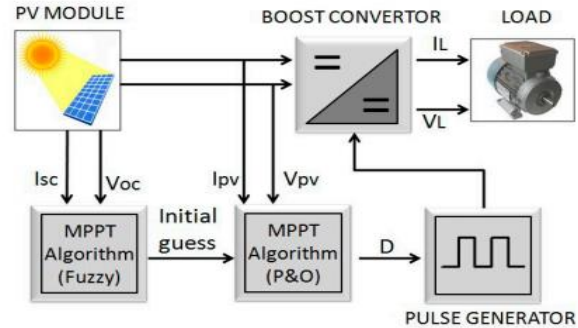 PV MODULE
BOOST CONVERTOR
LOAD
IL
VL
Isc
Voc
Ipv
Vpv
MPPT
Algorithm
(Fuzzy)
Initial
guess
MPPT
Algorithm
(P&O)
D
PULSE GENERATOR